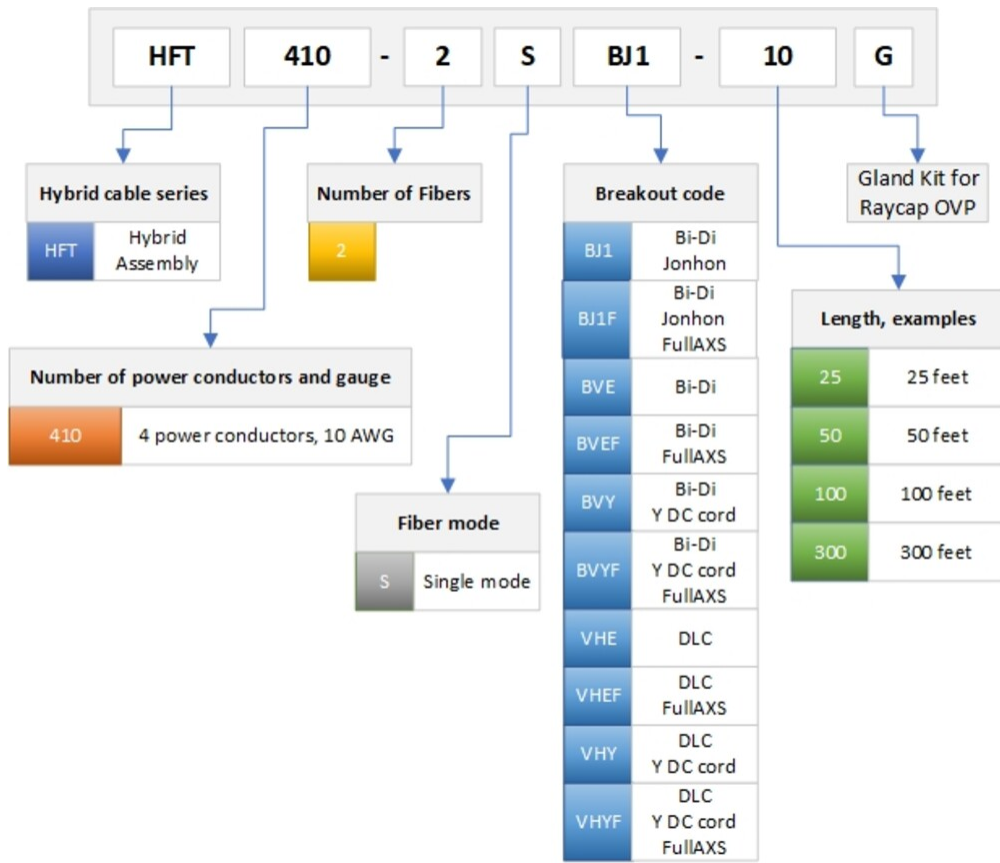 HFT 410 - 2 S BJ1 - 10 G
Hybrid cable series
HFT Hybrid
Assembly
Number of Fibers
2
Breakout code
BJ1 Bi-Di
Jonhon
BJ1F Bi-Di
Jonhon
FullAXS
BVE Bi-Di
BVEF Bi-Di
FullAXS
BVY Bi-Di
Y DC cord
BVYF Bi-Di
Y DC cord
FullAXS
VHE DLC
VHEF DLC
FullAXS
VHY DLC
Y DC cord
VHYF DLC
Y DC cord
FullAXS
Gland Kit for
Raycap OVP
Length, examples
25 25 feet
50 50 feet
100 100 feet
300 300 feet
Number of power conductors and gauge
410 4 power conductors, 10 AWG
Fiber mode
S Single mode